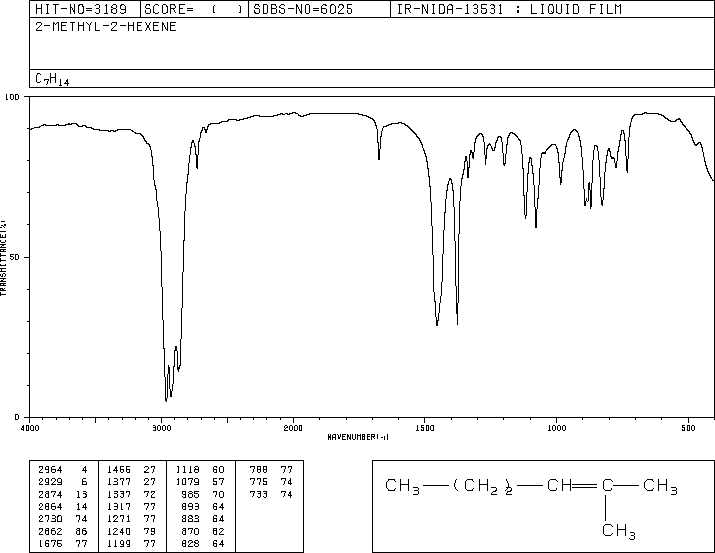 HIT-NO=3189 SCORE= ( ) SDBS-NO=6025 IR-NIDA-13531 : LIQUID FILM
2-METHYL-2-HEXENE
C7H14
100
50
0
TRANSMITTANCE(%)
4000 3000 2000 1500 1000 500
WAVENUMBER(-1)
2964 4 1466 27 1118 60 788 77
2929 6 1377 27 1079 57 775 74
2874 13 1337 72 985 70 733 74
2864 14 1317 77 893 64
2730 74 1271 77 883 64
2662 86 1240 79 870 62
1675 77 1199 77 828 64
CH3 (CH2)2 CH C CH3
CH3